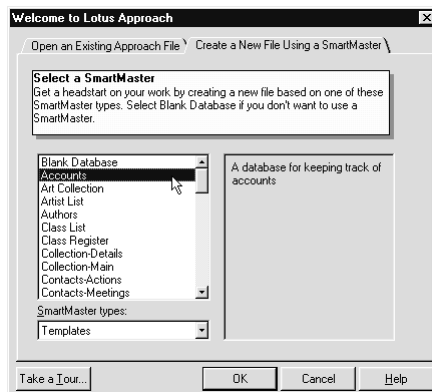 Welcome to Lotus Approach
Open an Existing Approach File
Create a New File Using a SmartMaster
Select a SmartMaster
Get a headstart on your work by creating a new file based on one of these
SmartMaster types. Select Blank Database if you don't want to use a
SmartMaster.
Blank Database
Accounts
Art Collection
Artist List
Authors
Class List
Class Register
Collection-Details
Collection-Main
Contacts-Actions
Contacts-Meetings
A database for keeping track of
accounts
SmartMaster types:
Templates
Take a Tour...
OK
Cancel
Help